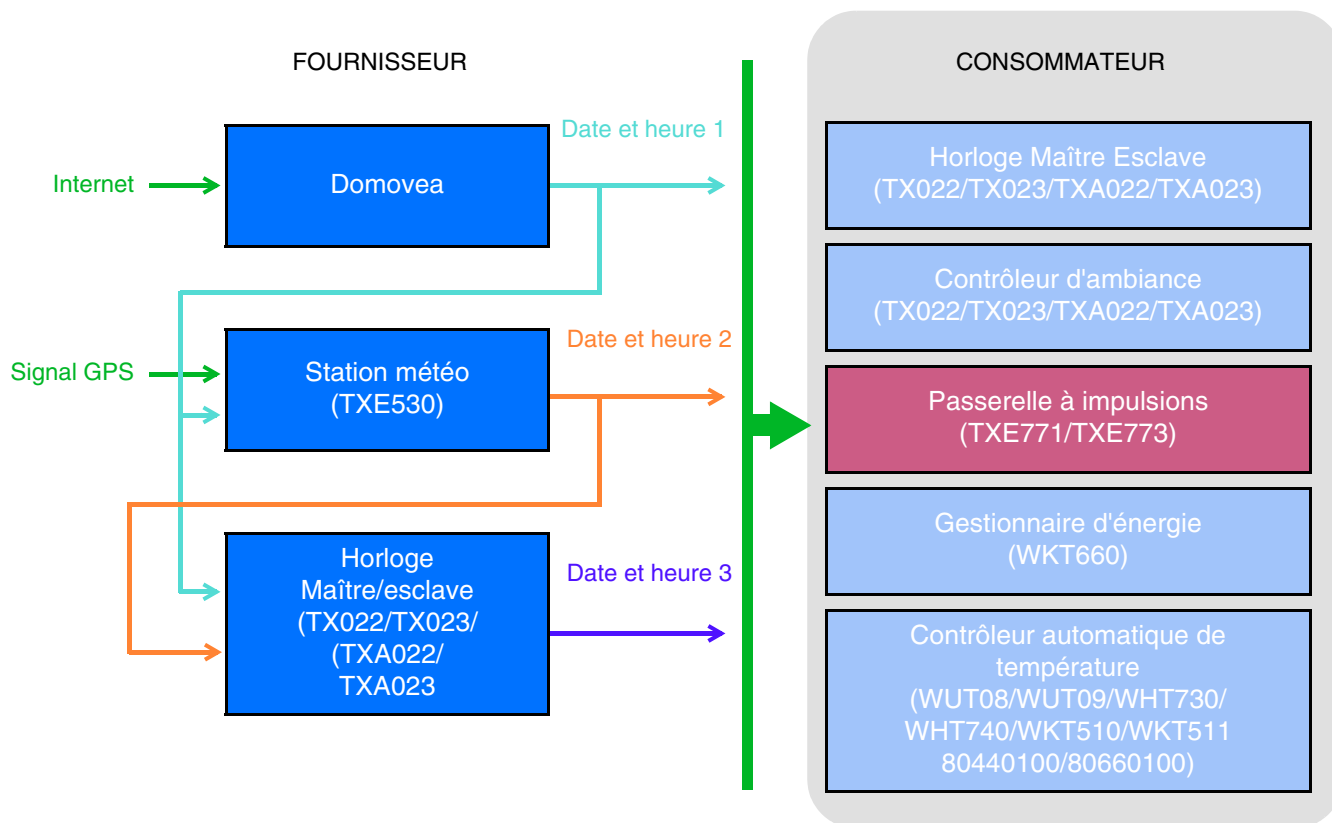 FOURNISSEUR
Internet
Domovea
Date et heure 1
Signal GPS
Station météo
(TXE530)
Date et heure 2
Horloge
Maître/esclave
(TX022/TX023/
(TXA022/
TXA023
Date et heure 3
CONSOMMATEUR
Horloge Maître Esclave
(TX022/TX023/TXA022/TXA023)
Contrôleur d'ambiance
(TX022/TX023/TXA022/TXA023)
Passerelle à impulsions
(TXE771/TXE773)
Gestionnaire d'énergie
(WKT660)
Contrôleur automatique de
température
(WUT08/WUT09/WHT730/
WHT740/WKT510/WKT511
80440100/80660100)